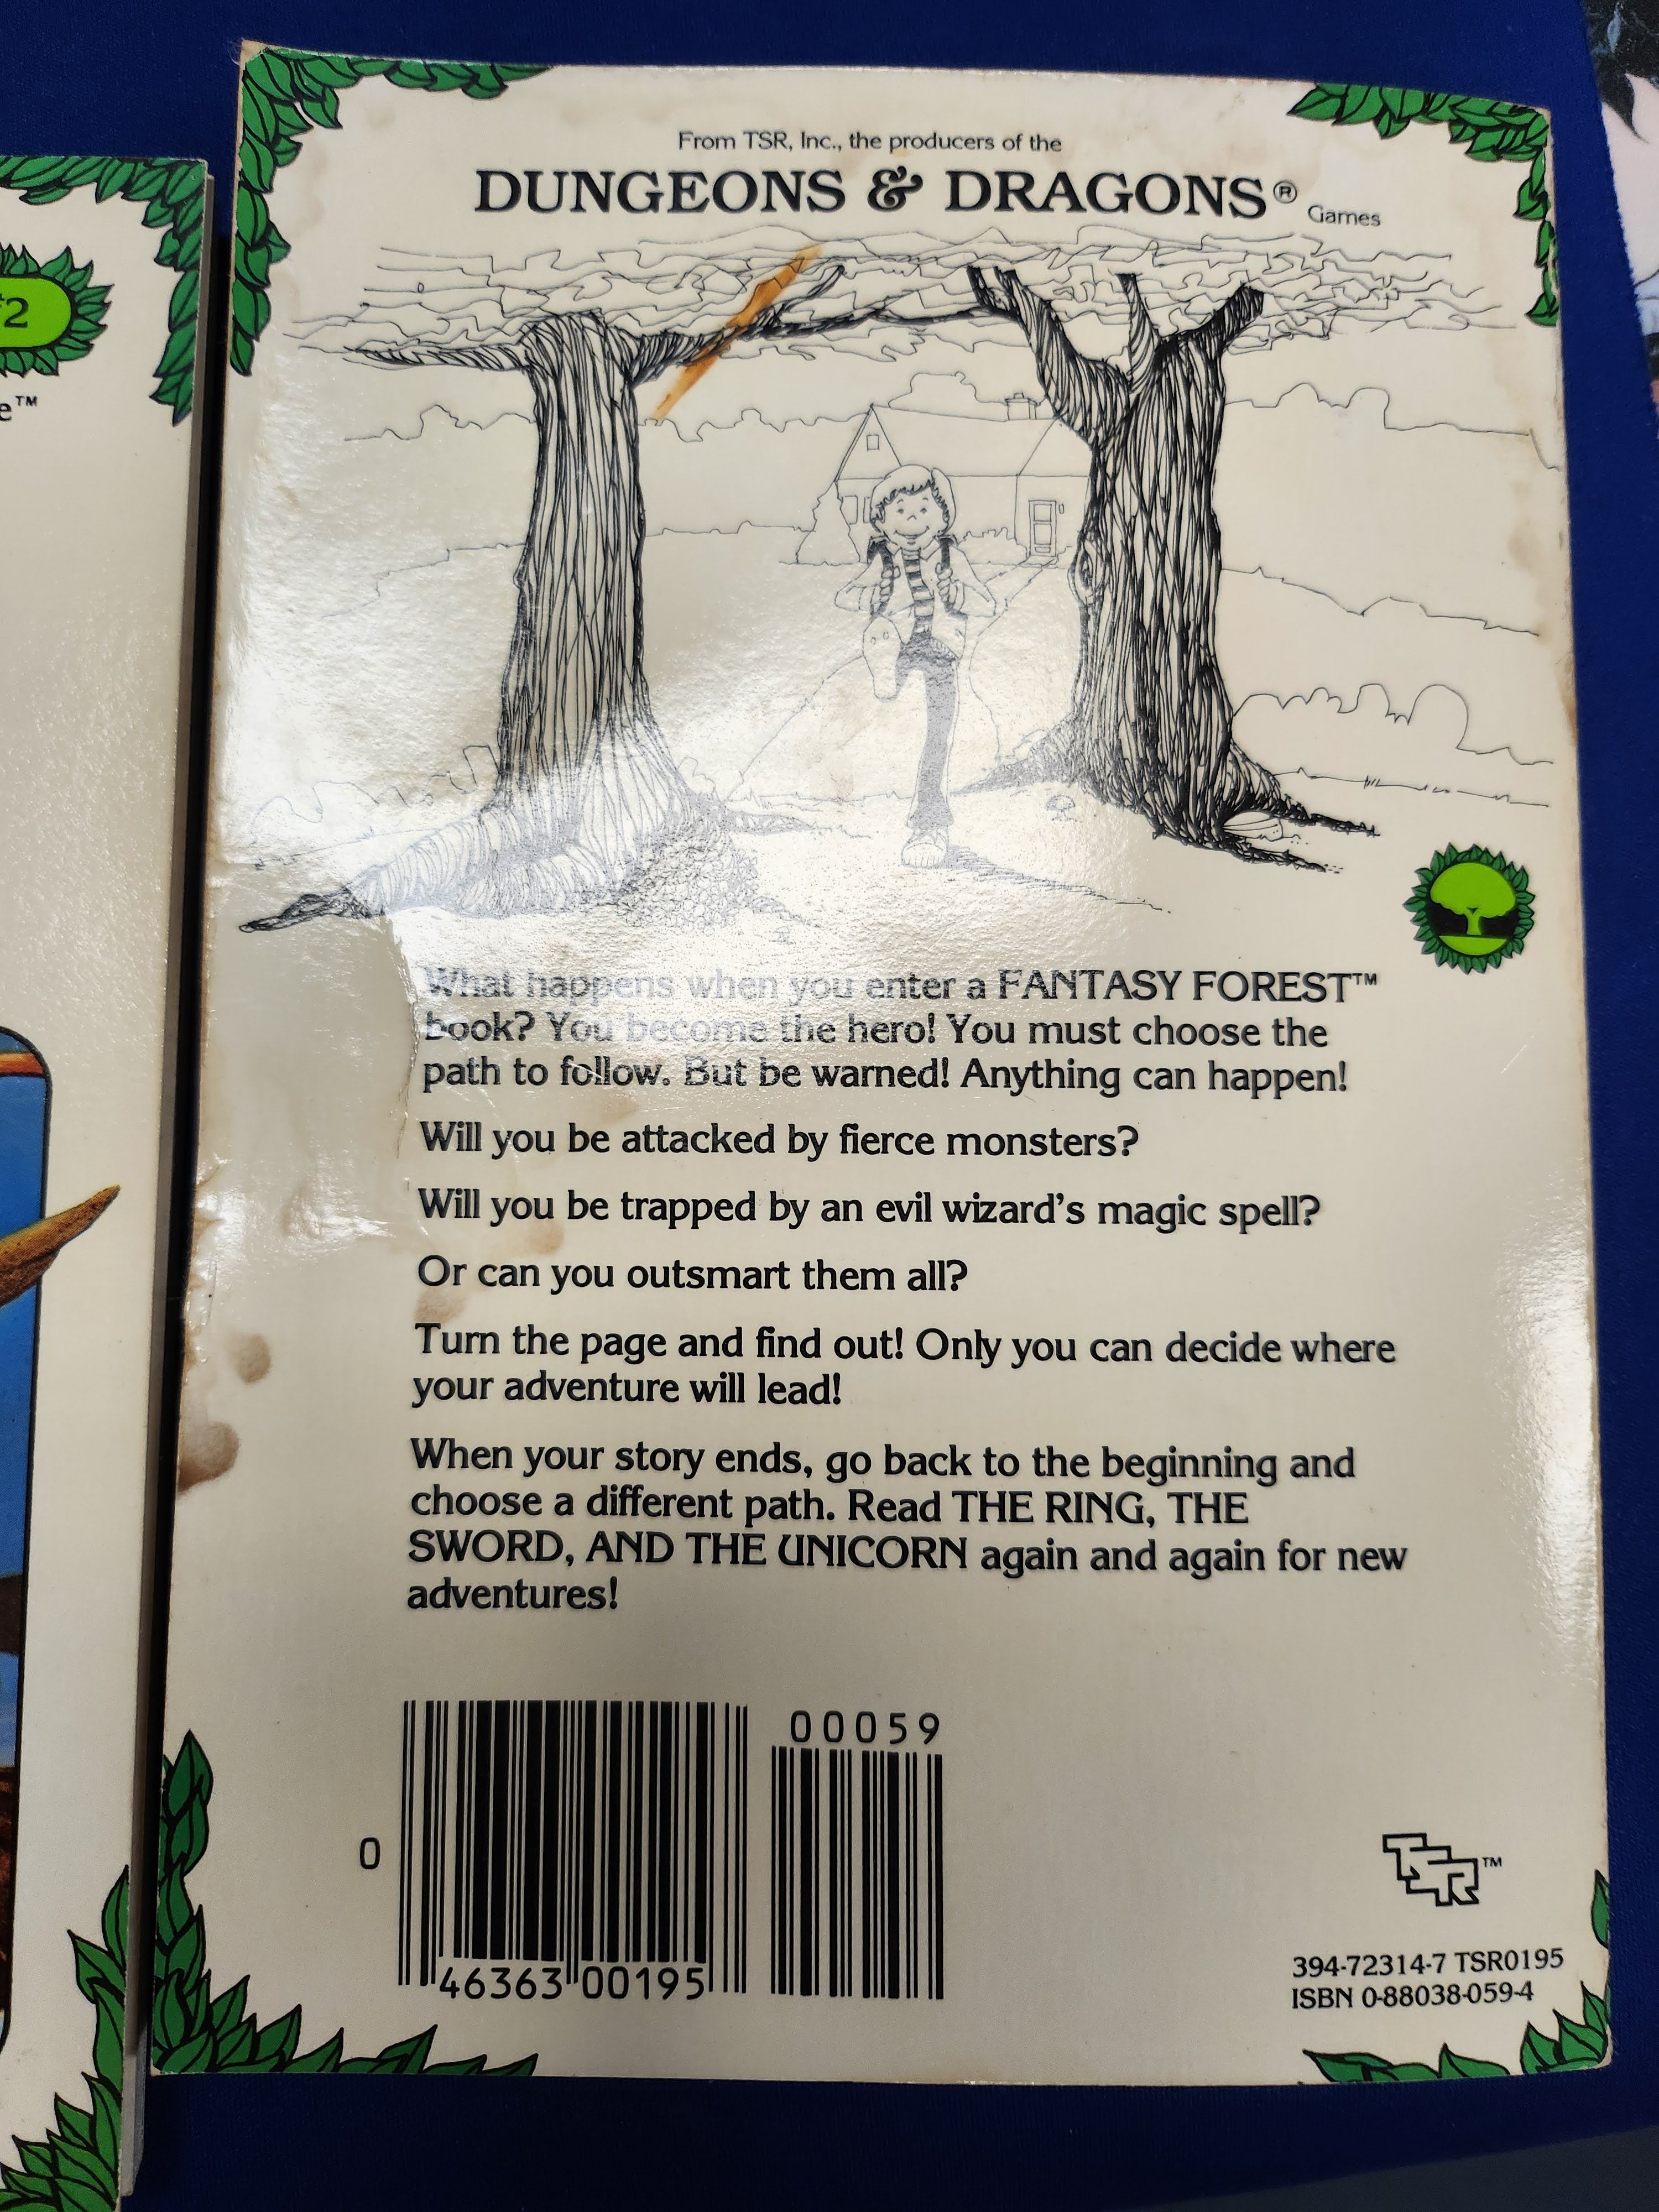 #2
e™
From TSR, Inc., the producers of the
DUNGEONS & DRAGONS® Games
What happens when you enter a FANTASY FOREST™
book? You become the hero! You must choose the
path to follow. But be warned! Anything can happen!
Will you be attacked by fierce monsters?
Will you be trapped by an evil wizard's magic spell?
Or can you outsmart them all?
Turn the page and find out! Only you can decide where
your adventure will lead!
When your story ends, go back to the beginning and
choose a different path. Read THE RING, THE
SWORD, AND THE UNICORN again and again for new
adventures!
00059
0 46363 00195
TSR™
394-72314-7 TSR0195
ISBN 0-88038-059-4